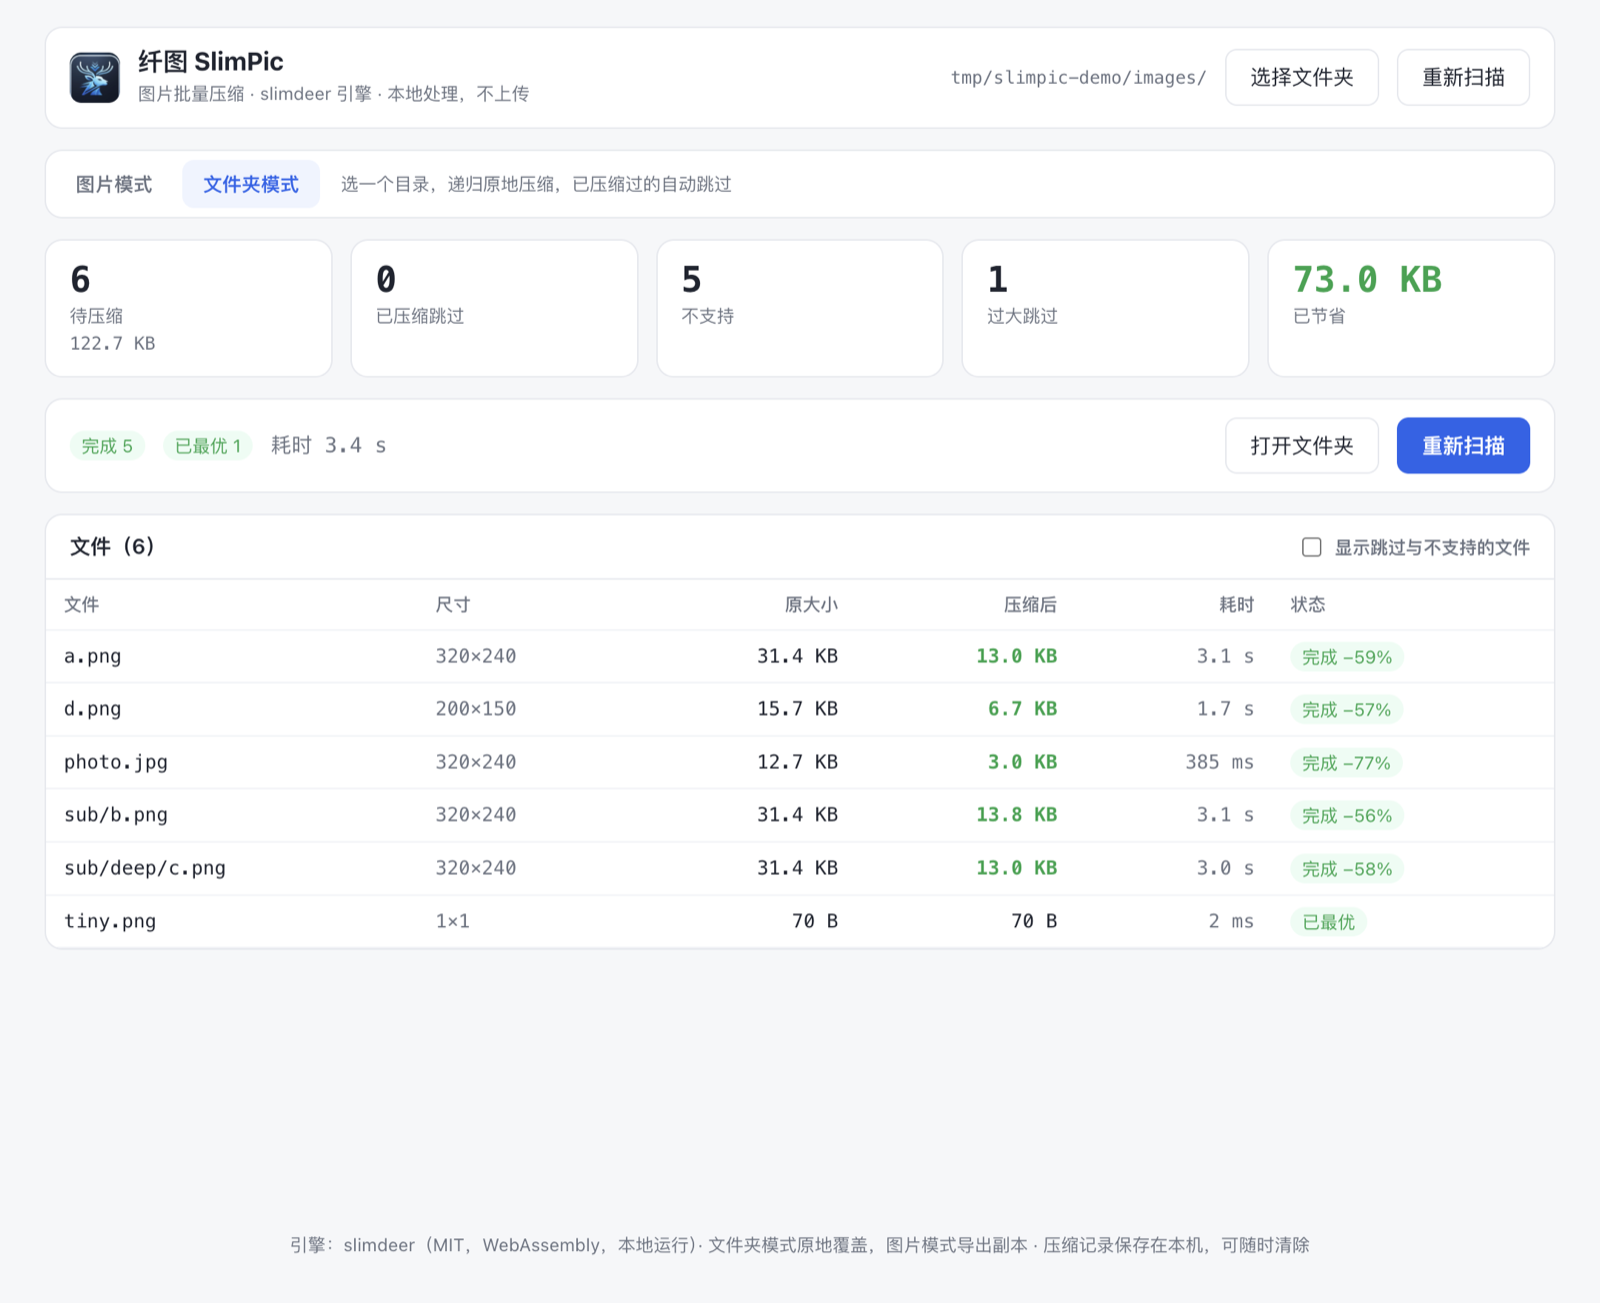 纤图 SlimPic
图片批量压缩 · slimdeer 引擎 · 本地处理，不上传
tmp/slimpic-demo/images/
选择文件夹
重新扫描
图片模式
文件夹模式
选一个目录，递归原地压缩，已压缩过的自动跳过
6
待压缩
122.7 KB
0
已压缩跳过
5
不支持
1
过大跳过
73.0 KB
已节省
完成 5
已最优 1
耗时 3.4 s
打开文件夹
重新扫描
文件（6）
显示跳过与不支持的文件
文件 尺寸 原大小 压缩后 耗时 状态
a.png 320×240 31.4 KB 13.0 KB 3.1 s 完成 −59%
d.png 200×150 15.7 KB 6.7 KB 1.7 s 完成 −57%
photo.jpg 320×240 12.7 KB 3.0 KB 385 ms 完成 −77%
sub/b.png 320×240 31.4 KB 13.8 KB 3.1 s 完成 −56%
sub/deep/c.png 320×240 31.4 KB 13.0 KB 3.0 s 完成 −58%
tiny.png 1×1 70 B 70 B 2 ms 已最优
引擎：slimdeer（MIT，WebAssembly，本地运行）· 文件夹模式原地覆盖，图片模式导出副本 · 压缩记录保存在本机，可随时清除